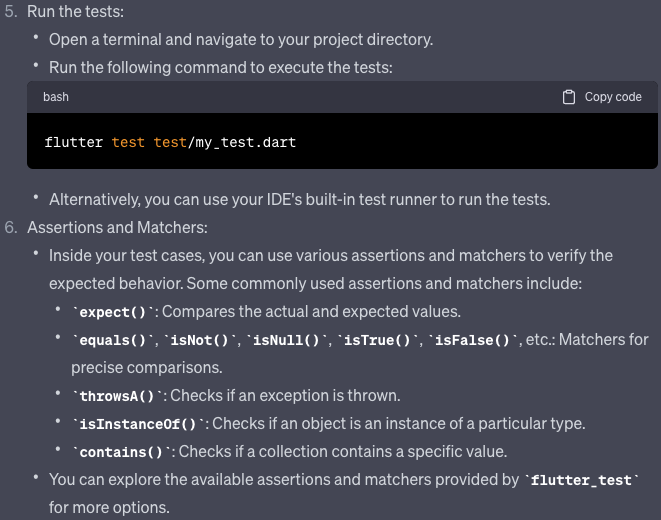 5. Run the tests:
• Open a terminal and navigate to your project directory.
• Run the following command to execute the tests:
bash Copy code
flutter test test/my_test.dart
• Alternatively, you can use your IDE's built-in test runner to run the tests.
6. Assertions and Matchers:
• Inside your test cases, you can use various assertions and matchers to verify the
expected behavior. Some commonly used assertions and matchers include:
• `expect()`: Compares the actual and expected values.
• `equals()`, `isNot()`, `isNull()`, `isTrue()`, `isFalse()`, etc.: Matchers for
precise comparisons.
• `throwsA()`: Checks if an exception is thrown.
• `isInstanceOf()`: Checks if an object is an instance of a particular type.
• `contains()`: Checks if a collection contains a specific value.
• You can explore the available assertions and matchers provided by `flutter_test`
for more options.